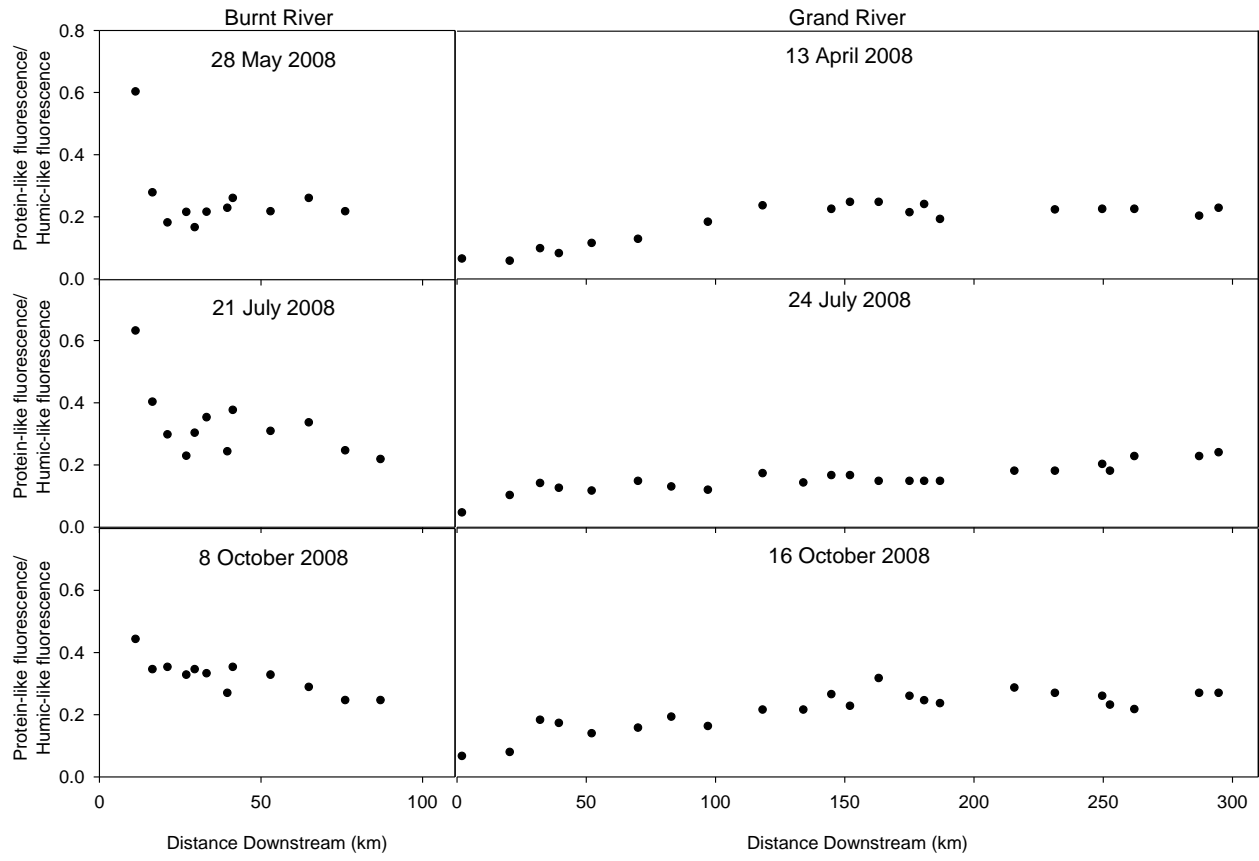 Burnt River
Grand River
Protein-like fluorescence/
Humic-like fluorescence
0.8
0.6
0.4
0.2
0.0
28 May 2008
13 April 2008
Protein-like fluorescence/
Humic-like fluorescence
0.6
0.4
0.2
0.0
21 July 2008
24 July 2008
Protein-like fluorescence/
Humic-like fluorescence
0.6
0.4
0.2
0.0
8 October 2008
16 October 2008
0 50 100
0 50 100 150 200 250 300
Distance Downstream (km)
Distance Downstream (km)